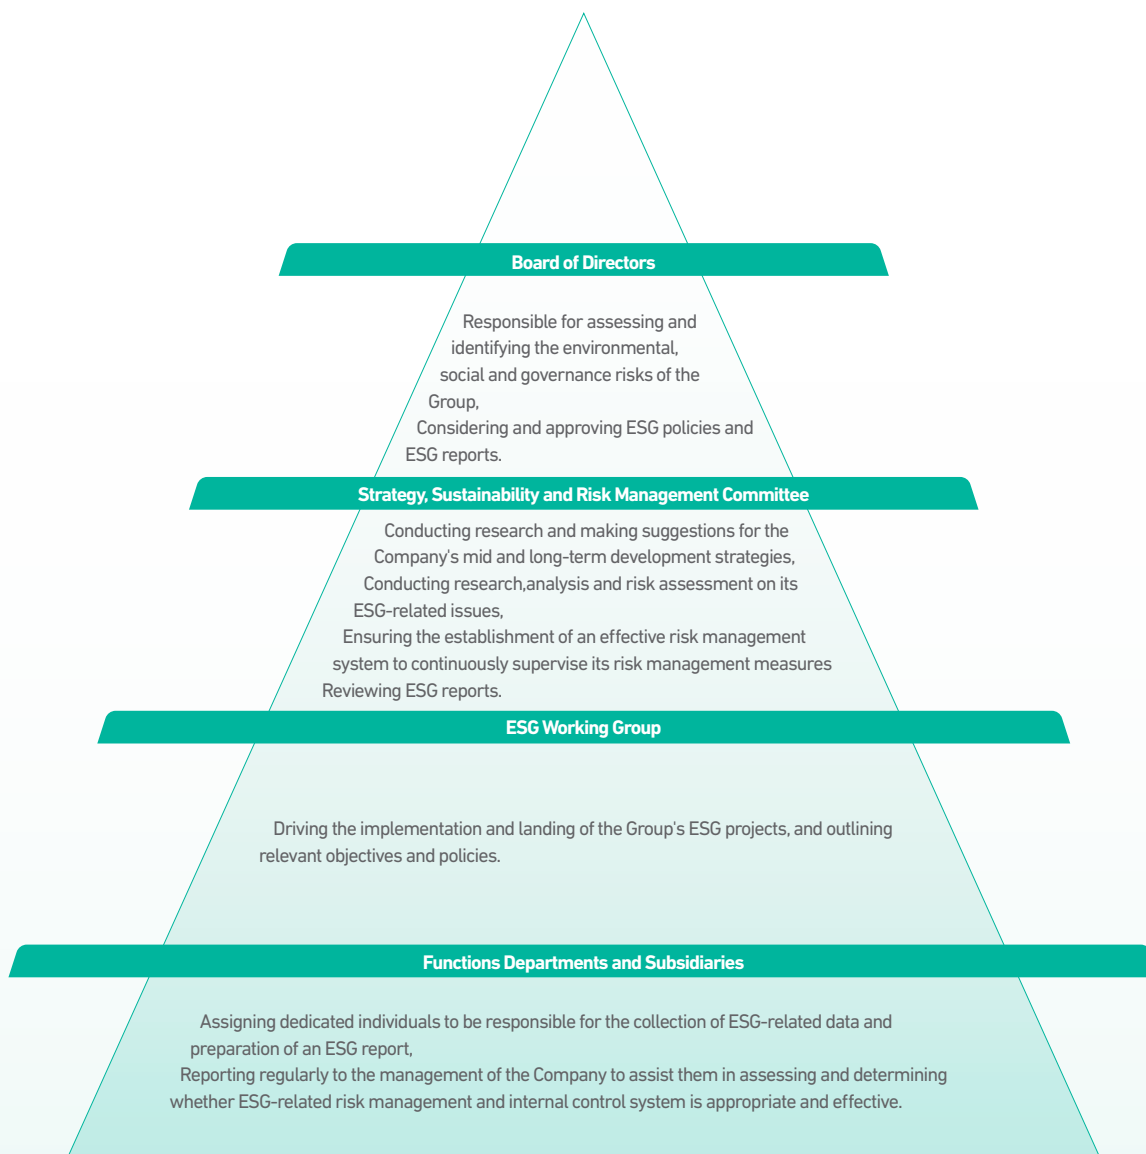 Board of Directors
Responsible for assessing and
identifying the environmental,
social and governance risks of the
Group,
Considering and approving ESG policies and
ESG reports.
Strategy, Sustainability and Risk Management Committee
Conducting research and making suggestions for the
Company's mid and long-term development strategies,
Conducting research,analysis and risk assessment on its
ESG-related issues,
Ensuring the establishment of an effective risk management
system to continuously supervise its risk management measures
Reviewing ESG reports.
ESG Working Group
Driving the implementation and landing of the Group's ESG projects, and outlining
relevant objectives and policies.
Functions Departments and Subsidiaries
Assigning dedicated individuals to be responsible for the collection of ESG-related data and
preparation of an ESG report,
Reporting regularly to the management of the Company to assist them in assessing and determining
whether ESG-related risk management and internal control system is appropriate and effective.